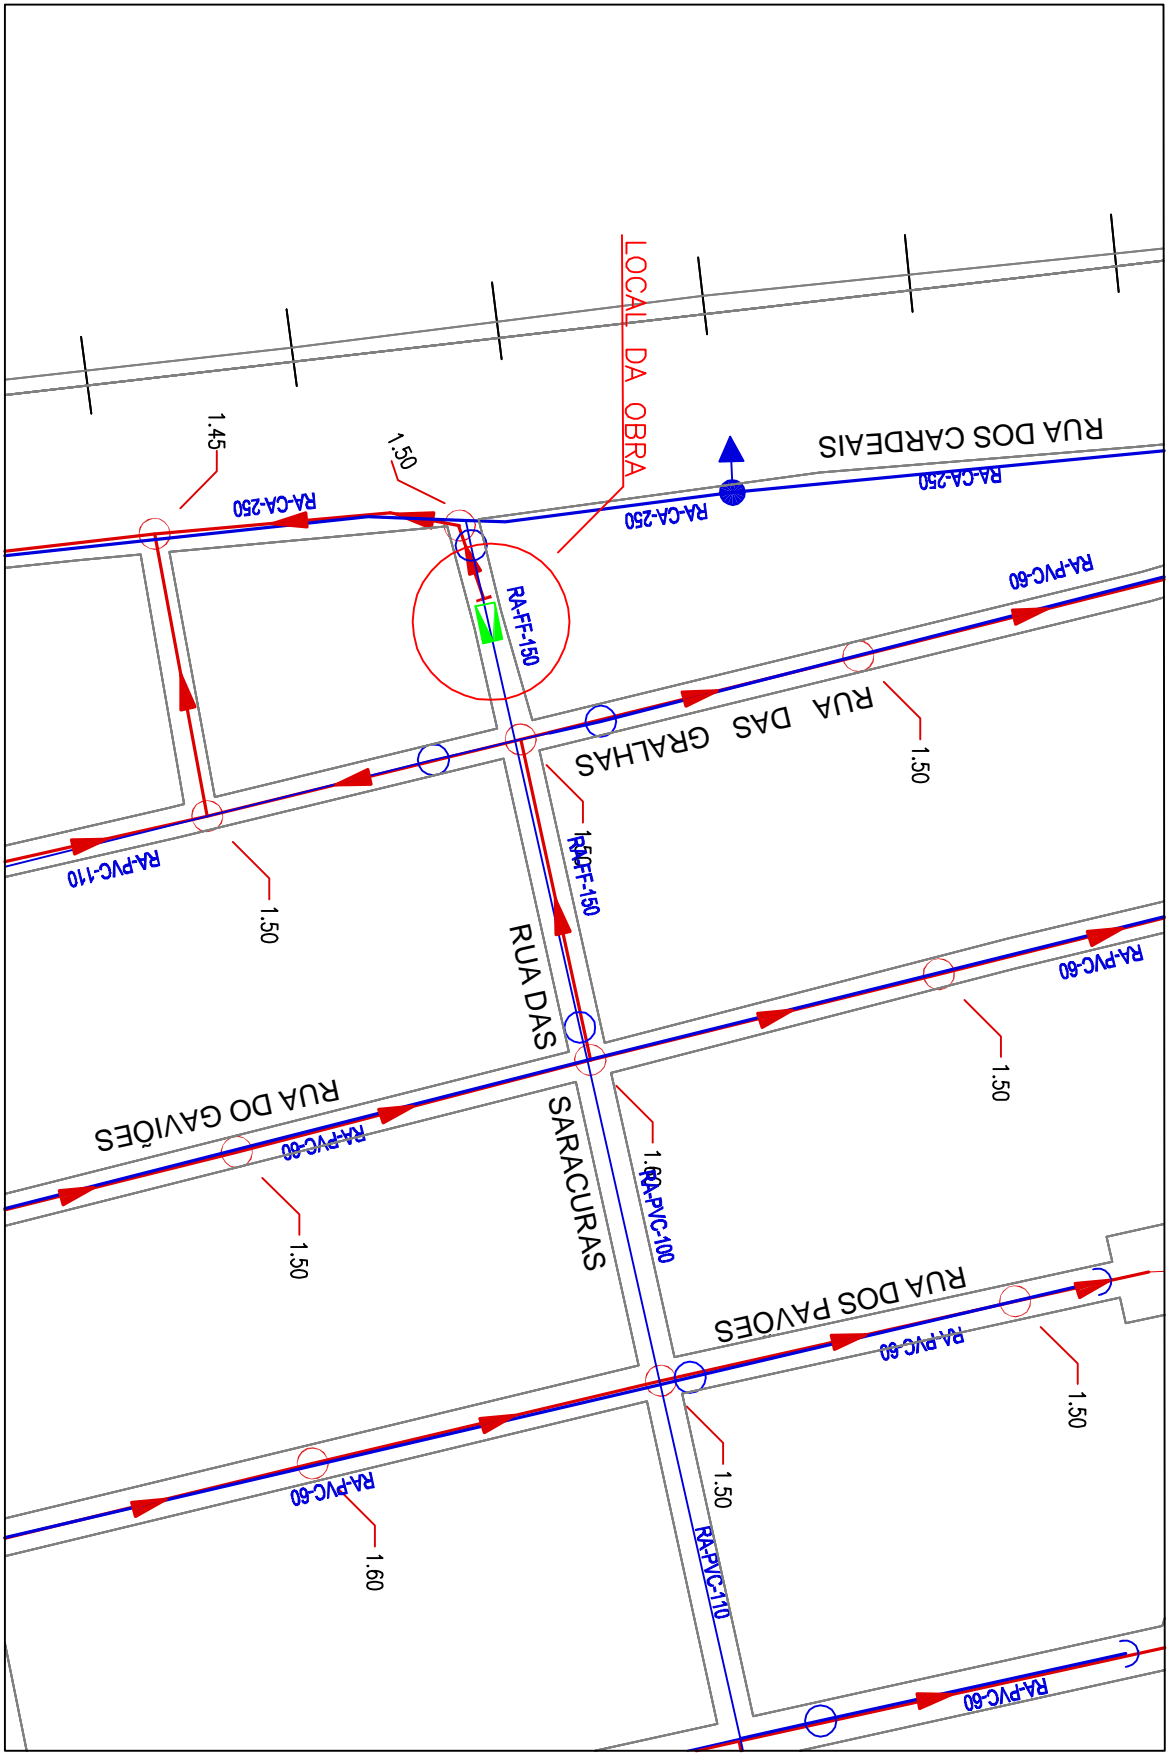 LOCAL DA OBRA
RUA DOS CARDEAIS
RA-CA-250
RA-CA-250
RA-CA-250
1.45
1.50
RA-FF-150
RA-PVC-60
RUA DAS GRALHAS
1.50
1.50
RA-FF-150
RA-PVC-110
1.50
RUA DAS
SARACURAS
RA-PVC-60
1.50
RUA DO GAVIÕES
RA-PVC-60
1.50
1.60
RA-PVC-100
RUA DOS PAVOES
RA-PVC-60
1.50
RA-PVC-60
1.60
1.50
RA-PVC-110
RA-PVC-60